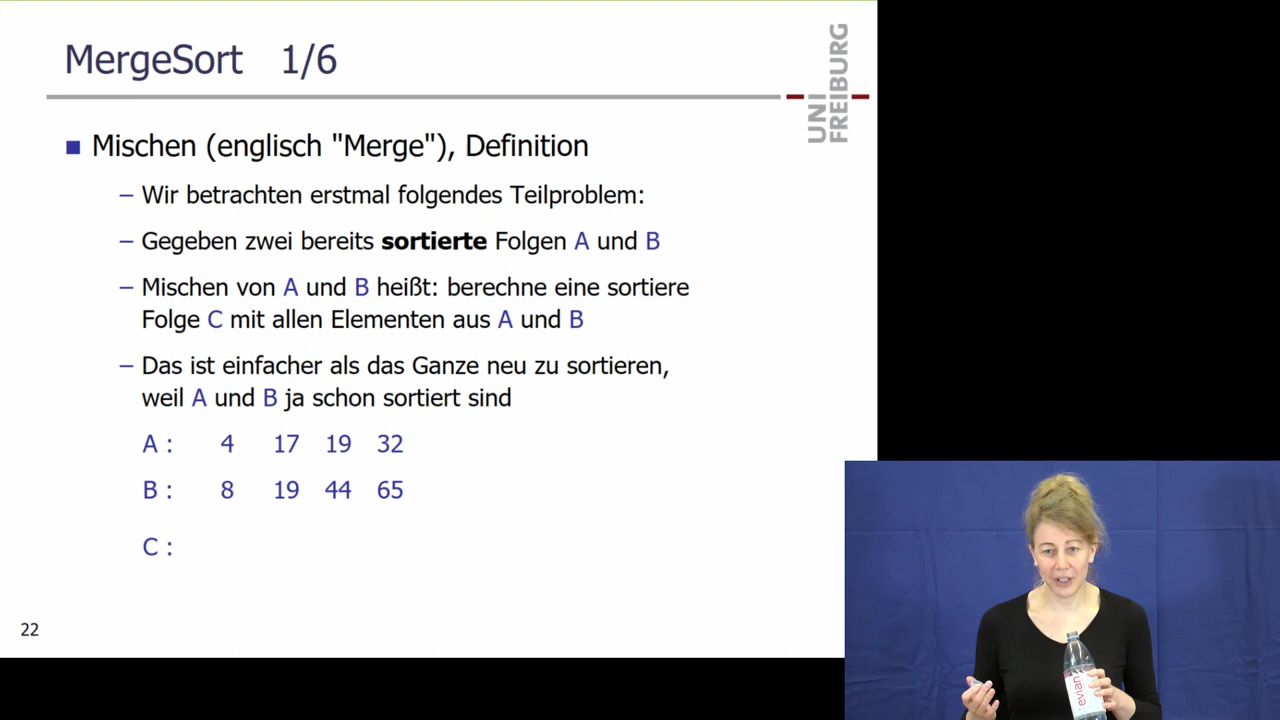 MergeSort 1/6
UNI
FREIBURG
Mischen (englisch "Merge"), Definition
– Wir betrachten erstmal folgendes Teilproblem:
– Gegeben zwei bereits sortierte Folgen A und B
– Mischen von A und B heißt: berechne eine sortiere
Folge C mit allen Elementen aus A und B
– Das ist einfacher als das Ganze neu zu sortieren,
weil A und B ja schon sortiert sind
A : 4 17 19 32
B : 8 19 44 65
C :
22
evian